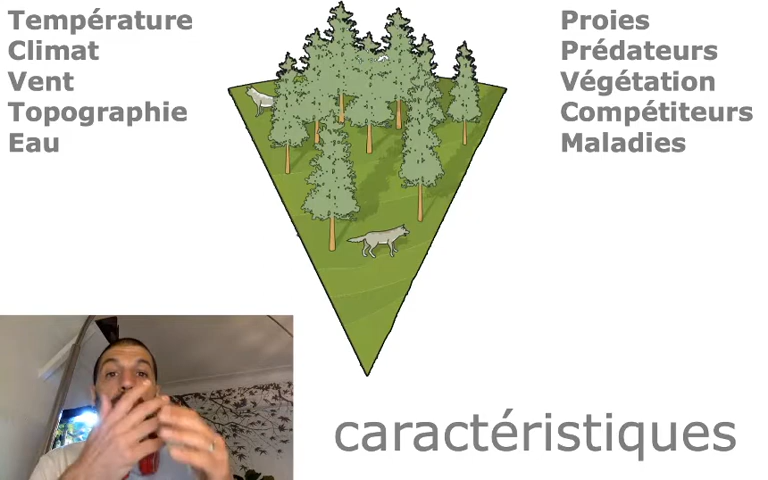 Température
Climat
Vent
Topographie
Eau
Proies
Prédateurs
Végétation
Compétiteurs
Maladies
caractéristiques